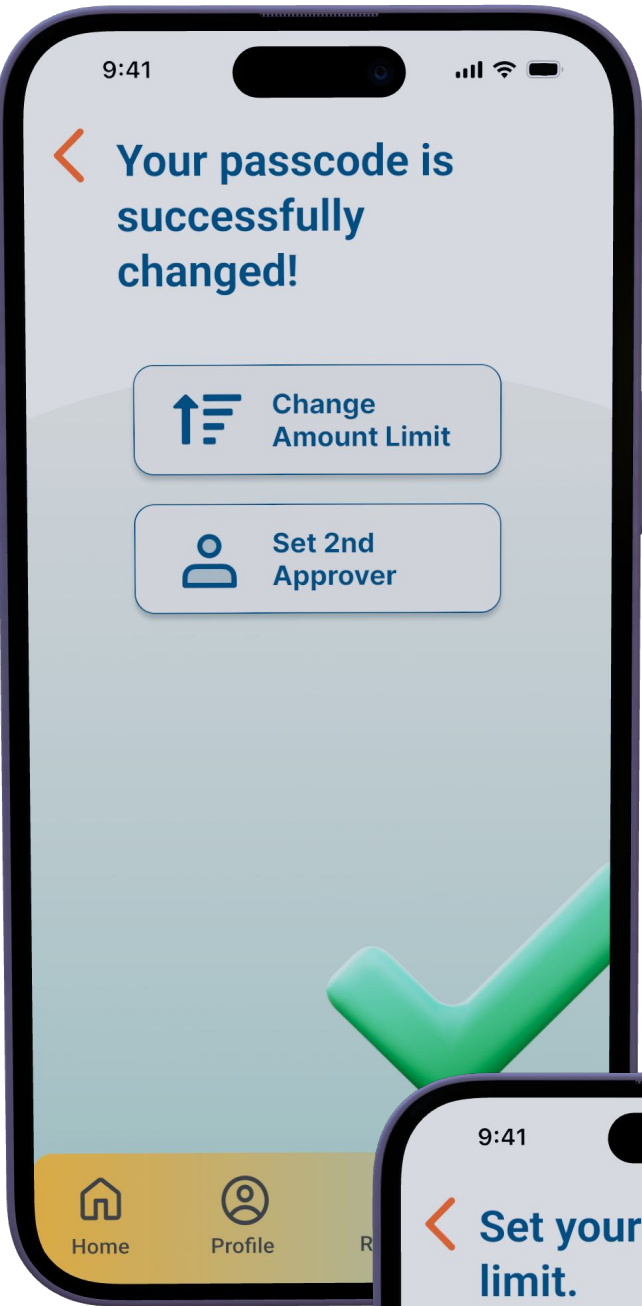 9:41
Your passcode is
successfully
changed!
Change
Amount Limit
Set 2nd
Approver
Home
Profile
9:41
Set your
limit.